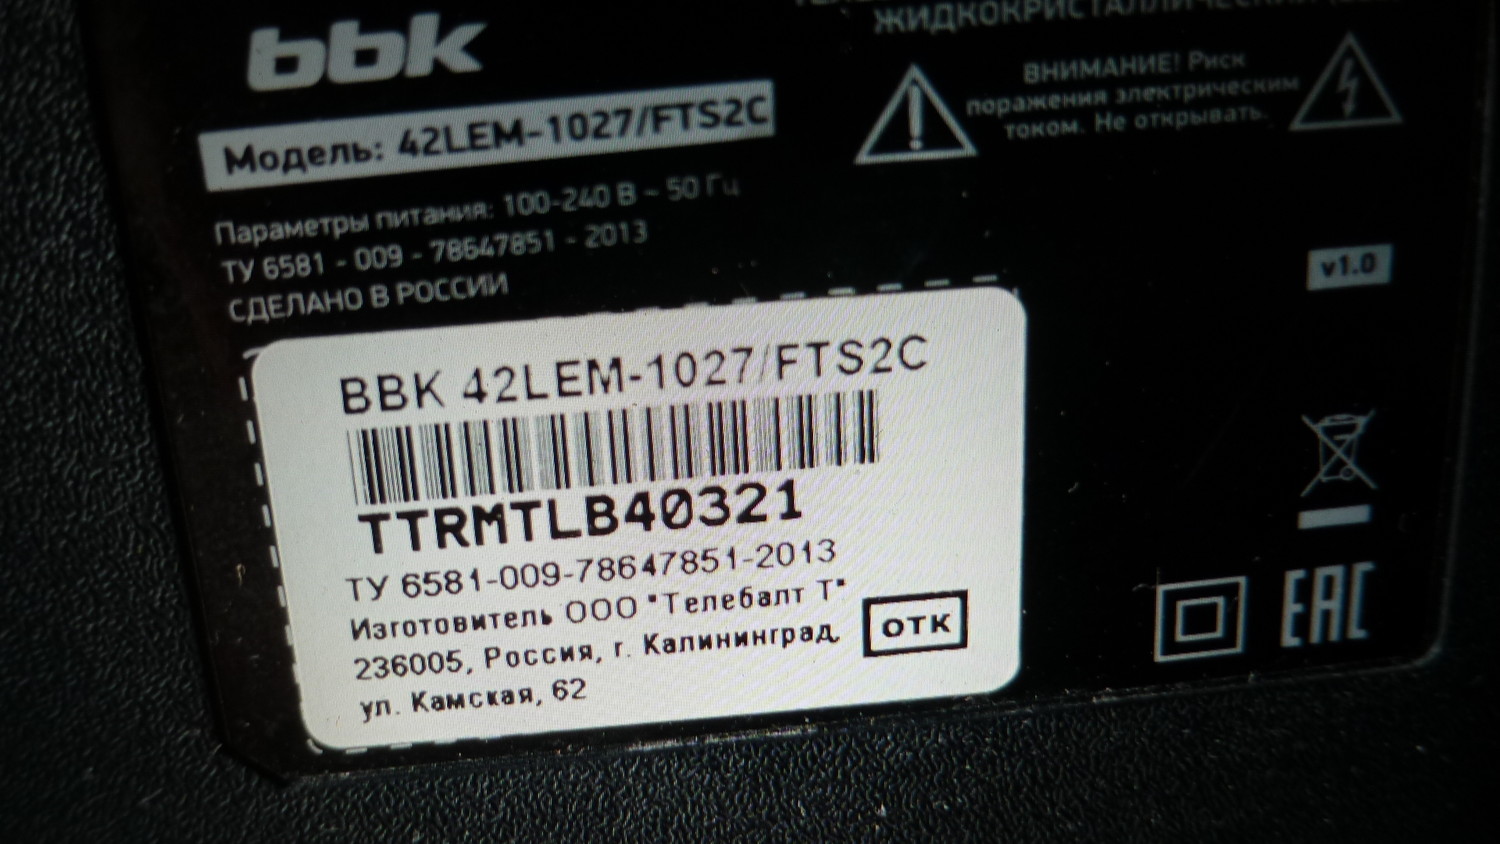 bbk
Модель: 42LEM-1027/FTS2C
Параметры питания: 100-240 В ~ 50 Гц
ТУ 6581 - 009 - 78647851 - 2013
СДЕЛАНО В РОССИИ
ВНИМАНИЕ! Риск
поражения электрическим
током. Не открывать.
v1.0
BBK 42LEM-1027/FTS2C
TTRMTLB40321
ТУ 6581-009-78647851-2013
Изготовитель ООО "Телебалт Т"
236005, Россия, г. Калининград,
ул. Камская, 62
ОТК
EAC